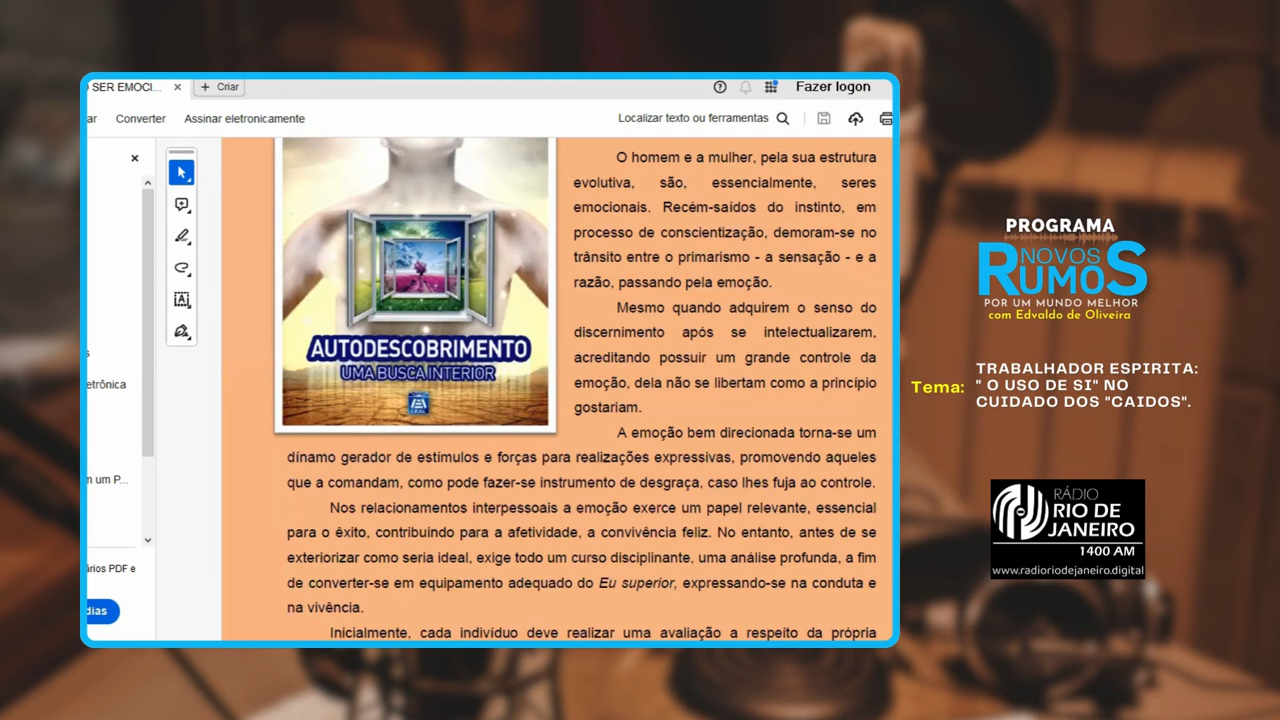 SER EMOCI...
Criar
Fazer logon
ar
Converter
Assinar eletronicamente
Localizar texto ou ferramentas
s
etrônica
m um P...
ários PDF e
dias
AUTODESCOBRIMENTO
UMA BUSCA INTERIOR
LEAL
O homem e a mulher, pela sua estrutura
evolutiva, são, essencialmente, seres
emocionais. Recém-saídos do instinto, em
processo de conscientização, demoram-se no
trânsito entre o primarismo - a sensação - e a
razão, passando pela emoção.
Mesmo quando adquirem o senso do
discernimento após se intelectualizarem,
acreditando possuir um grande controle da
emoção, dela não se libertam como a princípio
gostariam.
A emoção bem direcionada torna-se um
dínamo gerador de estímulos e forças para realizações expressivas, promovendo aqueles
que a comandam, como pode fazer-se instrumento de desgraça, caso lhes fuja ao controle.
Nos relacionamentos interpessoais a emoção exerce um papel relevante, essencial
para o êxito, contribuindo para a afetividade, a convivência feliz. No entanto, antes de se
exteriorizar como seria ideal, exige todo um curso disciplinante, uma análise profunda, a fim
de converter-se em equipamento adequado do Eu superior, expressando-se na conduta e
na vivência.
Inicialmente, cada indivíduo deve realizar uma avaliação a respeito da própria
PROGRAMA
NOVOS
RUMOS
POR UM MUNDO MELHOR
com Edvaldo de Oliveira
Tema:
TRABALHADOR ESPIRITA:
" O USO DE SI" NO
CUIDADO DOS "CAIDOS".
RÁDIO
RIO DE
JANEIRO
1400 AM
www.radioriodejaneiro.digital